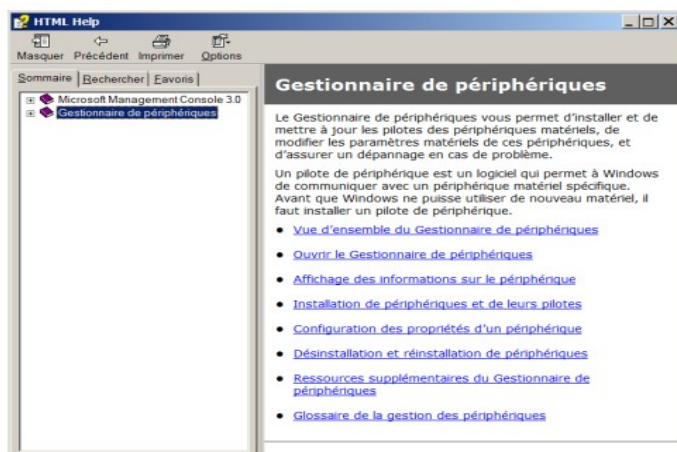 HTML Help
Masquer Précédent Imprimer Options
Sommaire Rechercher Favoris
Microsoft Management Console 3.0
Gestionnaire de périphériques
Gestionnaire de périphériques
Le Gestionnaire de périphériques vous permet d'installer et de
mettre à jour les pilotes des périphériques matériels, de
modifier les paramètres matériels de ces périphériques, et
d'assurer un dépannage en cas de problème.
Un pilote de périphérique est un logiciel qui permet à Windows
de communiquer avec un périphérique matériel spécifique.
Avant que Windows ne puisse utiliser de nouveau matériel, il
faut installer un pilote de périphérique.
Vue d'ensemble du Gestionnaire de périphériques
Ouvrir le Gestionnaire de périphériques
Affichage des informations sur le périphérique
Installation de périphériques et de leurs pilotes
Configuration des propriétés d'un périphérique
Désinstallation et réinstallation de périphériques
Ressources supplémentaires du Gestionnaire de
périphériques
Glossaire de la gestion des périphériques